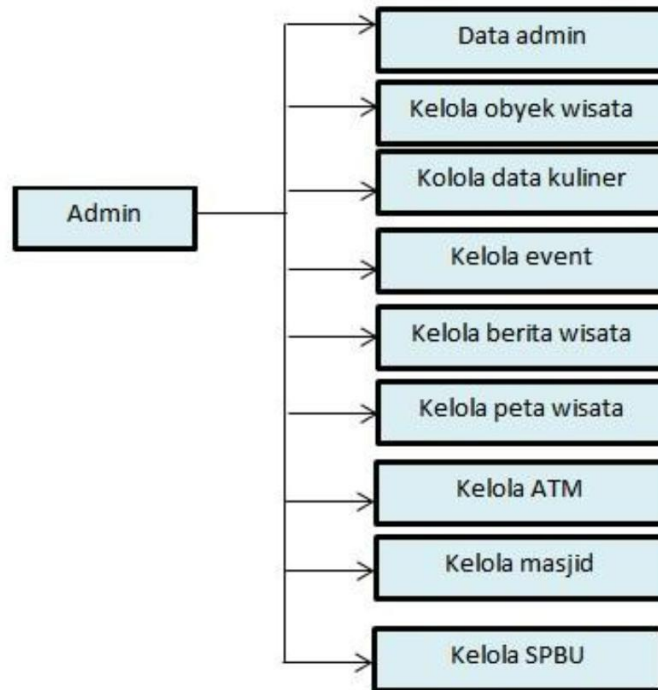 Data admin
Kelola obyek wisata
Kolola data kuliner
Admin
Kelola event
Kelola berita wisata
Kelola peta wisata
Kelola ATM
Kelola masjid
Kelola SPBU